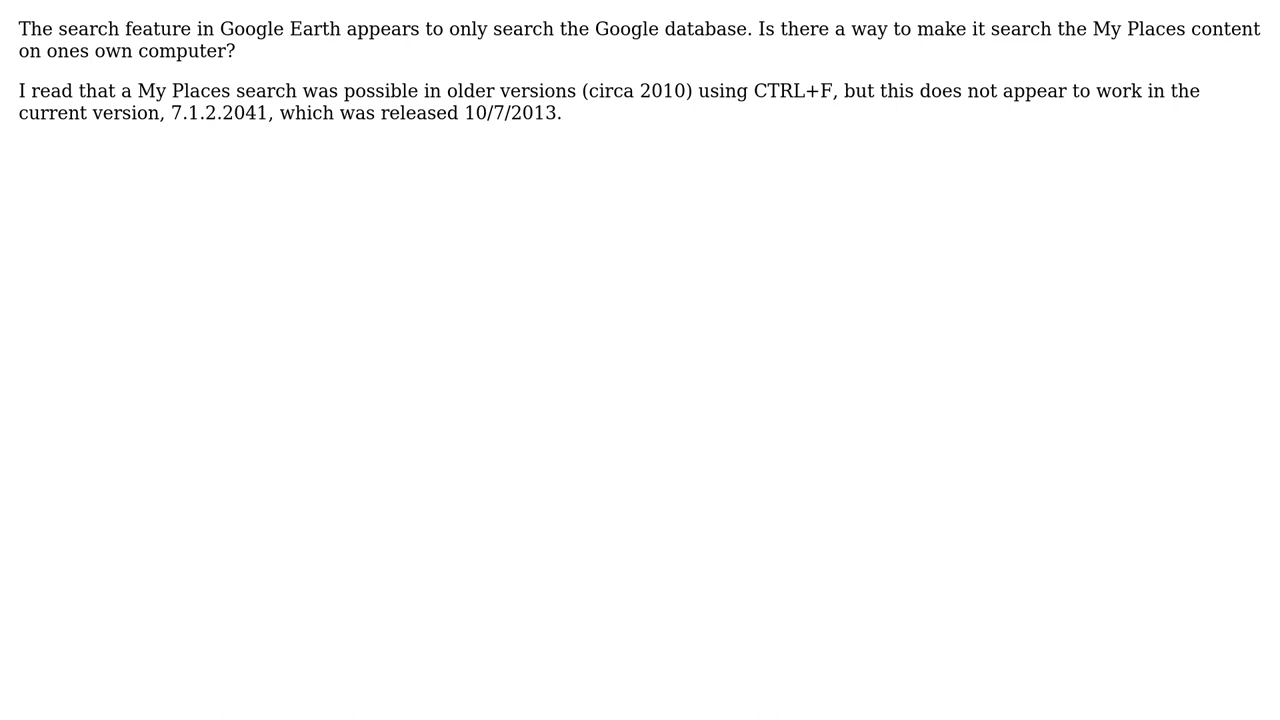 The search feature in Google Earth appears to only search the Google database. Is there a way to make it search the My Places content
on ones own computer?
I read that a My Places search was possible in older versions (circa 2010) using CTRL+F, but this does not appear to work in the
current version, 7.1.2.2041, which was released 10/7/2013.